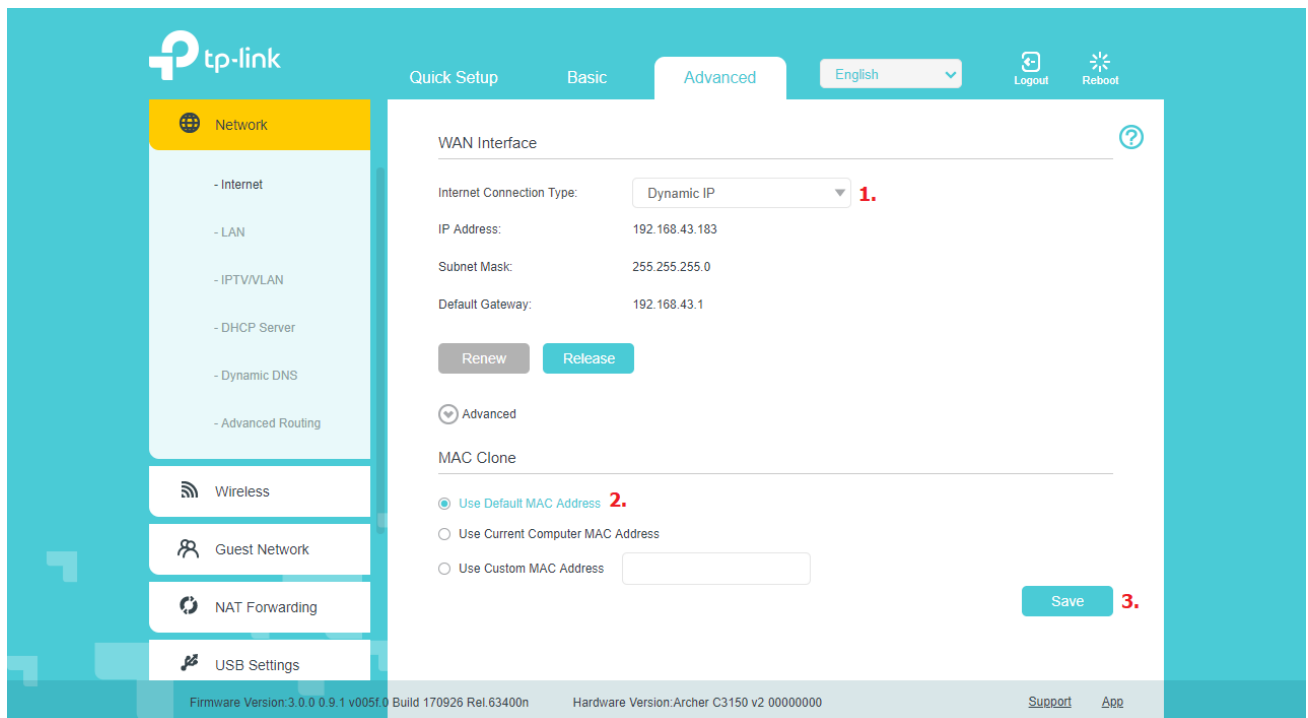 tp-link
Quick Setup Basic Advanced English Logout Reboot
Network
- Internet
- LAN
- IPTV/VLAN
- DHCP Server
- Dynamic DNS
- Advanced Routing
Wireless
Guest Network
NAT Forwarding
USB Settings
WAN Interface ?
Internet Connection Type: Dynamic IP 1.
IP Address: 192.168.43.183
Subnet Mask: 255.255.255.0
Default Gateway: 192.168.43.1
Renew Release
Advanced
MAC Clone
Use Default MAC Address 2.
Use Current Computer MAC Address
Use Custom MAC Address
Save 3.
Firmware Version:3.0.0 0.9.1 v005f.0 Build 170926 Rel.63400n Hardware Version:Archer C3150 v2 00000000 Support App